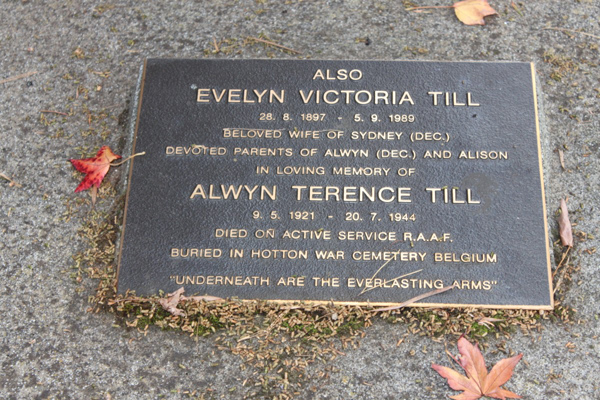 ALSO
EVELYN VICTORIA TILL
28. 8. 1897 - 5. 9. 1989
BELOVED WIFE OF SYDNEY (DEC.)
DEVOTED PARENTS OF ALWYN (DEC.) AND ALISON
IN LOVING MEMORY OF
ALWYN TERENCE TILL
9. 5. 1921 - 20. 7. 1944
DIED ON ACTIVE SERVICE R.A.A.F.
BURIED IN HOTTON WAR CEMETERY BELGIUM
"UNDERNEATH ARE THE EVERLASTING ARMS"